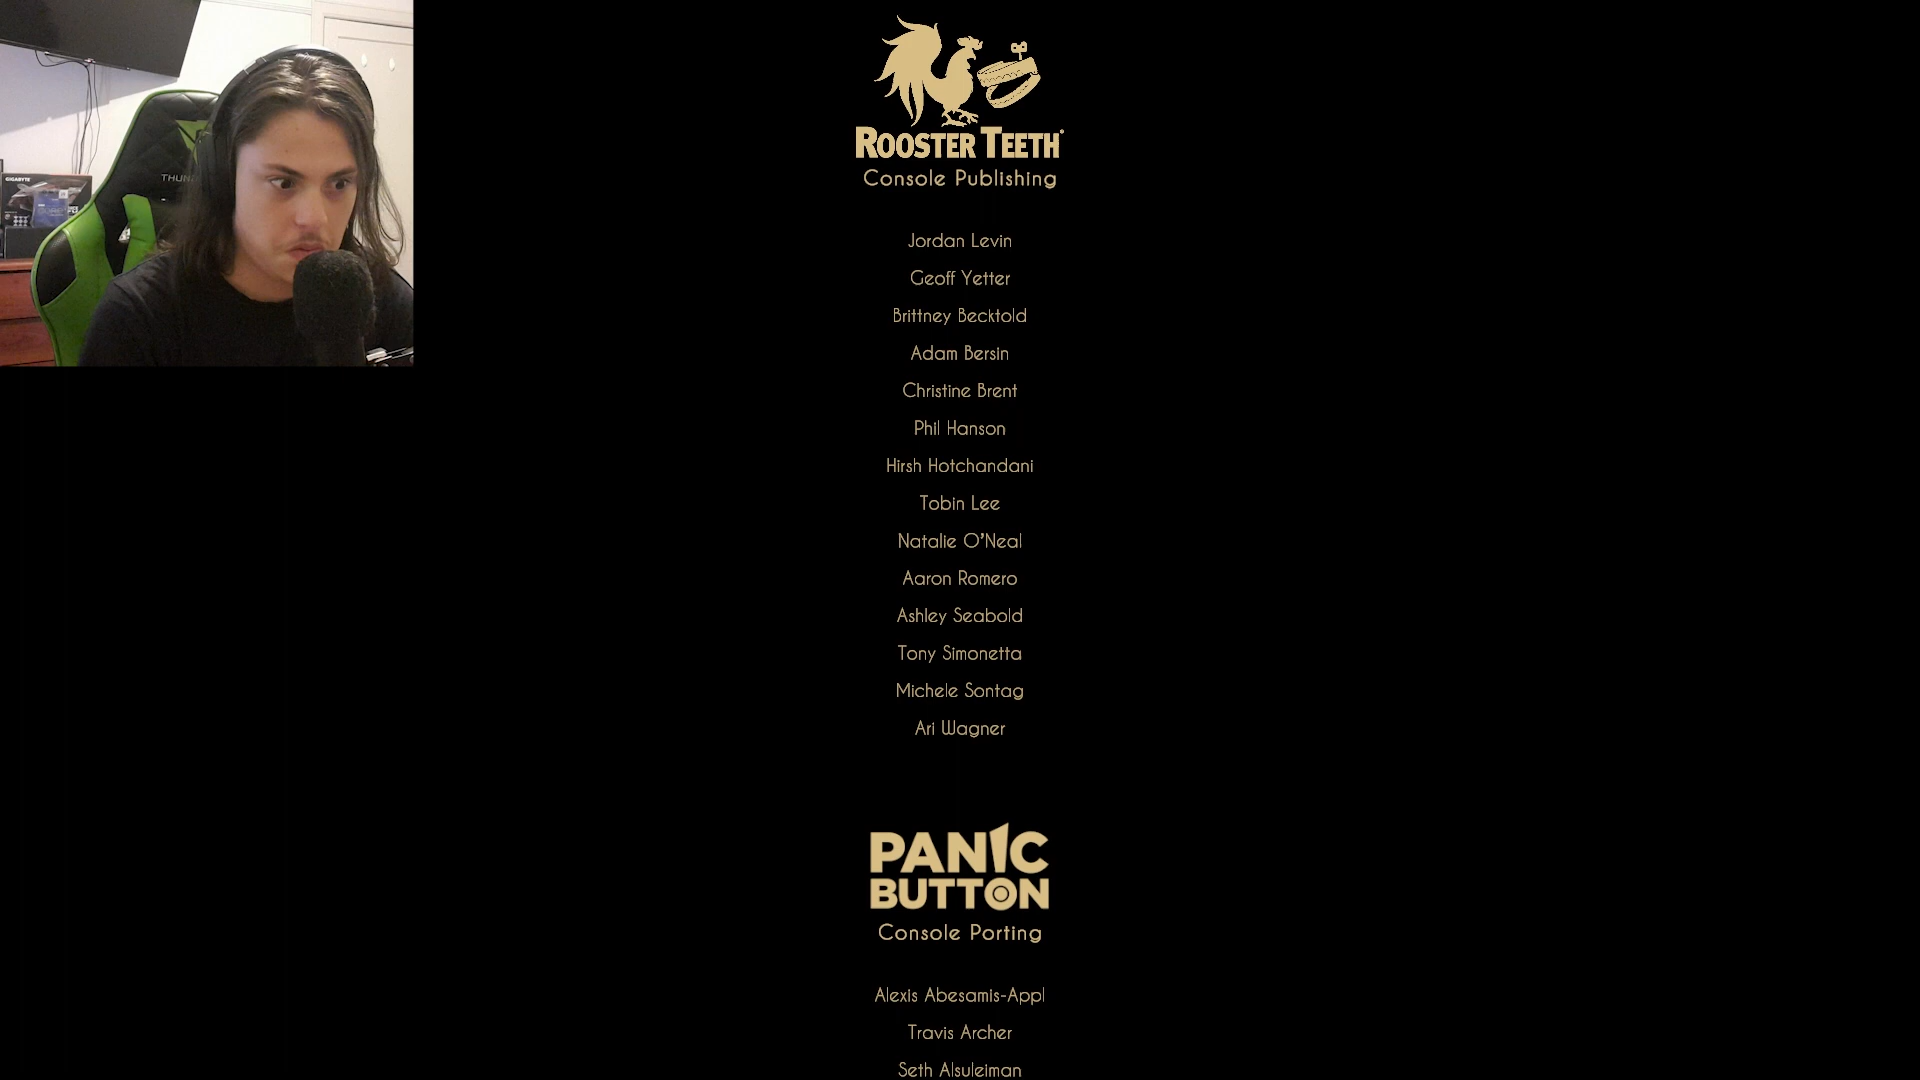 GIGABYTE
THUN
ROOSTER TEETH
Console Publishing
Jordan Levin
Geoff Yetter
Brittney Becktold
Adam Bersin
Christine Brent
Phil Hanson
Hirsh Hotchandani
Tobin Lee
Natalie O'Neal
Aaron Romero
Ashley Seabold
Tony Simonetta
Michele Sontag
Ari Wagner
PANIC
BUTTON
Console Porting
Alexis Abesamis-Appl
Travis Archer
Seth Alsuleiman